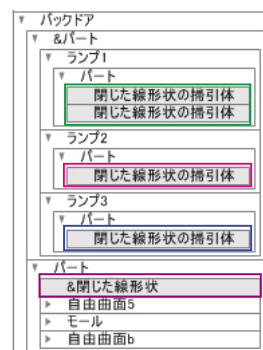 バックドア
&パート
ランプ1
パート
閉じた線形状の掃引体
閉じた線形状の掃引体
ランプ2
パート
閉じた線形状の掃引体
ランプ3
パート
閉じた線形状の掃引体
パート
&閉じた線形状
自由曲面5
モール
自由曲面b